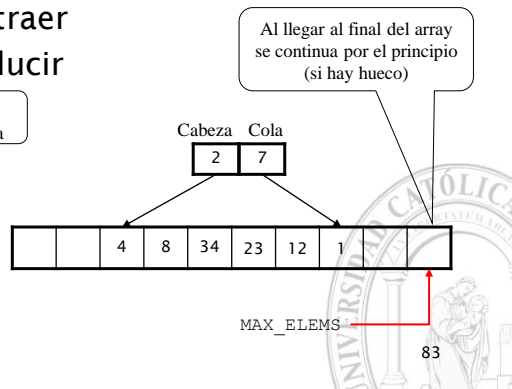 traer
ducir
a
Al llegar al final del array
se continua por el principio
(si hay hueco)
Cabeza Cola
2 7
4 8 34 23 12 1
MAX_ELEMS
83